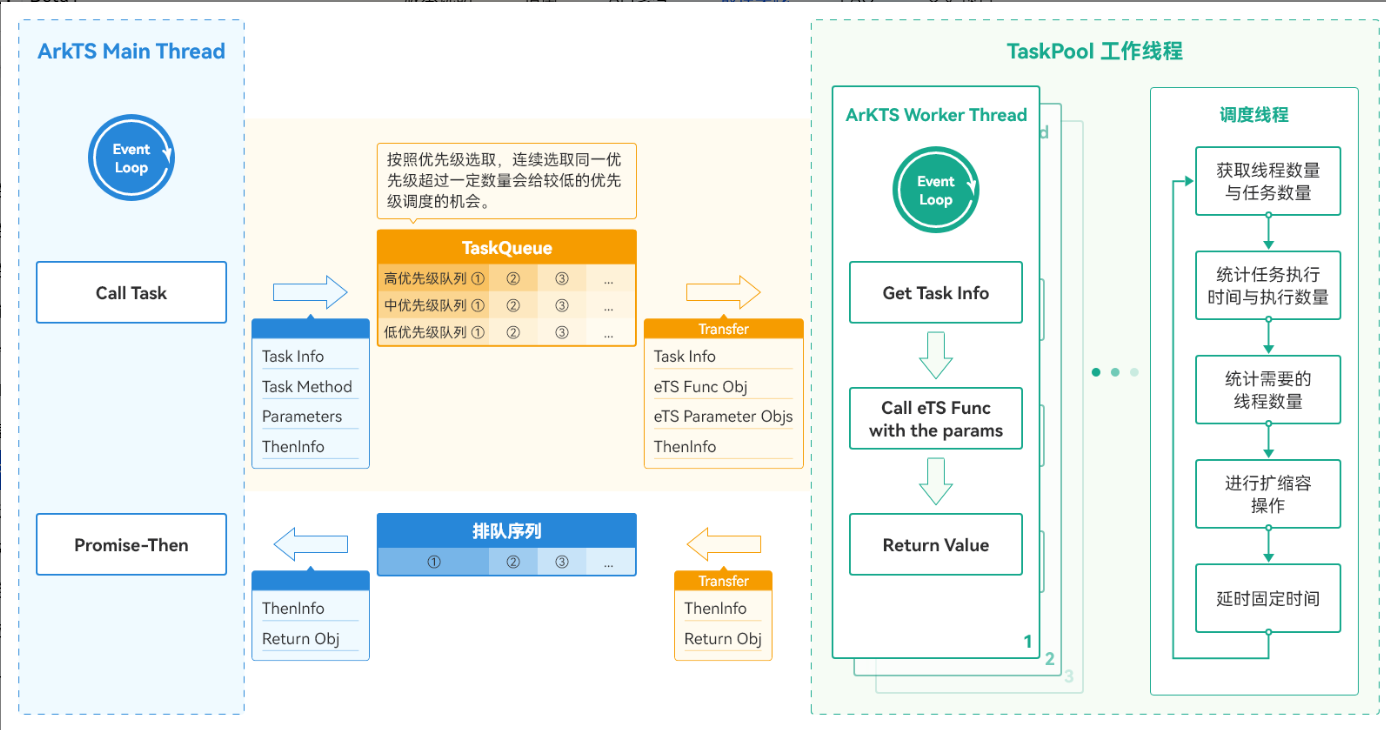 ArkTS Main Thread
Event
Loop
Call Task
Promise-Then
按照优先级选取，连续选取同一优
先级超过一定数量会给较低的优先
级调度的机会。
TaskQueue
高优先级队列 ① ② ③ ...
中优先级队列 ① ② ③ ...
低优先级队列 ① ② ③ ...
Task Info
Task Method
Parameters
ThenInfo
Transfer
Task Info
eTS Func Obj
eTS Parameter Objs
ThenInfo
排队序列
① ② ③ ...
ThenInfo
Return Obj
Transfer
ThenInfo
Return Obj
TaskPool 工作线程
ArKTS Worker Thread
d
Event
Loop
Get Task Info
Call eTS Func
with the params
Return Value
1
2
3
调度线程
获取线程数量
与任务数量
统计任务执行
时间与执行数量
统计需要的
线程数量
进行扩缩容
操作
延时固定时间